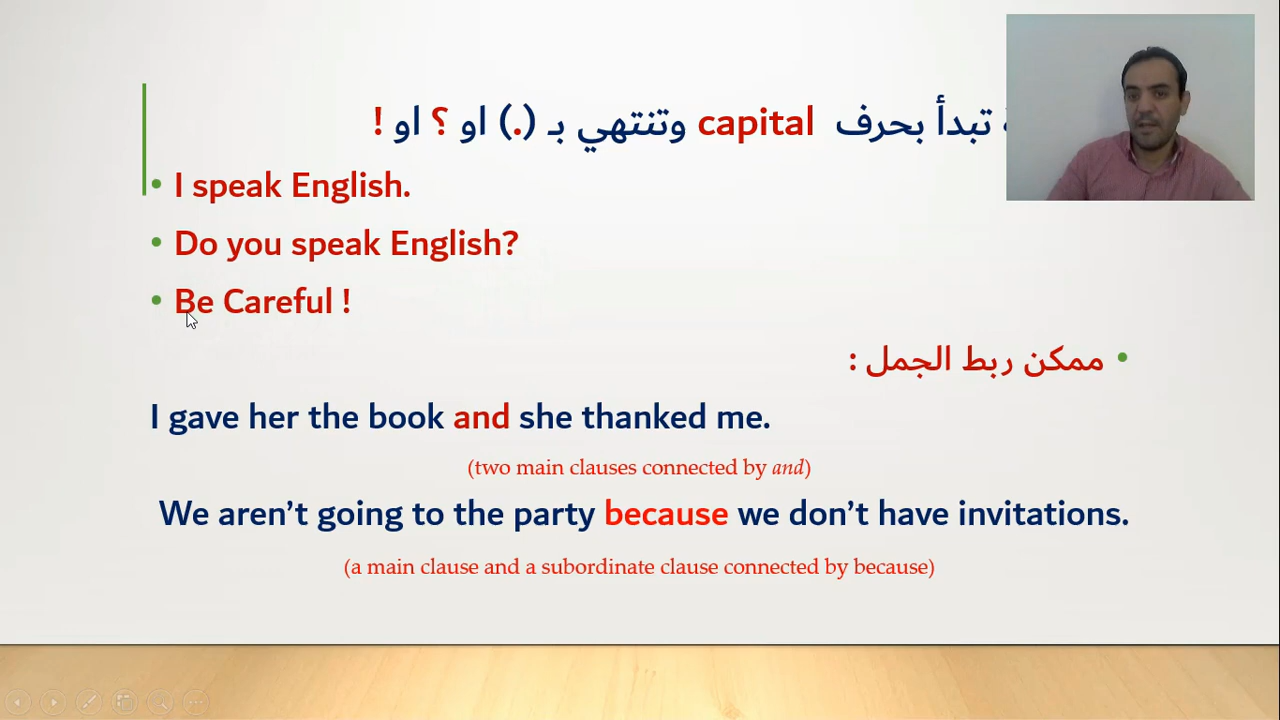 تبدأ بحرف capital وتنتهي بـ (.) او ؟ او !
• I speak English.
• Do you speak English?
• Be Careful !
• ممكن ربط الجمل :
I gave her the book and she thanked me.
(two main clauses connected by and)
We aren’t going to the party because we don’t have invitations.
(a main clause and a subordinate clause connected by because)